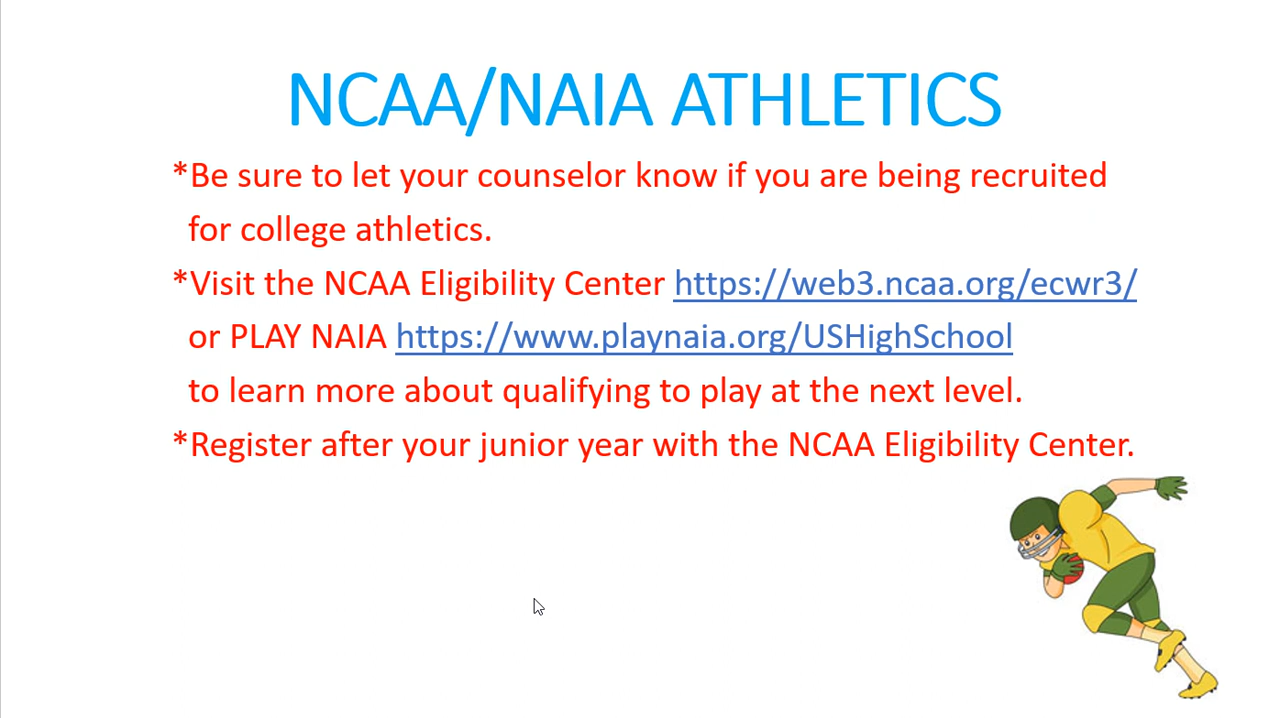 NCAA/NAIA ATHLETICS
*Be sure to let your counselor know if you are being recruited
for college athletics.
*Visit the NCAA Eligibility Center https://web3.ncaa.org/ecwr3/
or PLAY NAIA https://www.playnaia.org/USHighSchool
to learn more about qualifying to play at the next level.
*Register after your junior year with the NCAA Eligibility Center.